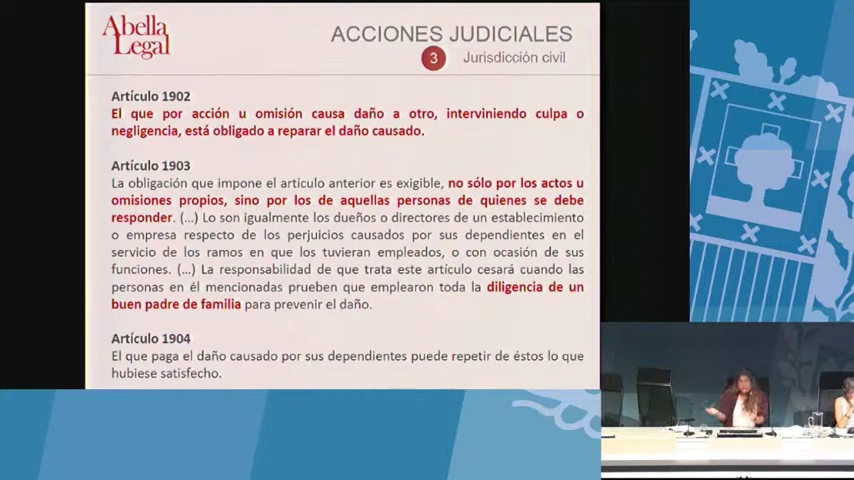 Abella
Legal
ACCIONES JUDICIALES
3 Jurisdicción civil
Artículo 1902
El que por acción u omisión causa daño a otro, interviniendo culpa o
negligencia, está obligado a reparar el daño causado.
Artículo 1903
La obligación que impone el artículo anterior es exigible, no sólo por los actos u
omisiones propios, sino por los de aquellas personas de quienes se debe
responder. (...) Lo son igualmente los dueños o directores de un establecimiento
o empresa respecto de los perjuicios causados por sus dependientes en el
servicio de los ramos en que los tuvieran empleados, o con ocasión de sus
funciones. (...) La responsabilidad de que trata este artículo cesará cuando las
personas en él mencionadas prueben que emplearon toda la diligencia de un
buen padre de familia para prevenir el daño.
Artículo 1904
El que paga el daño causado por sus dependientes puede repetir de éstos lo que
hubiese satisfecho.